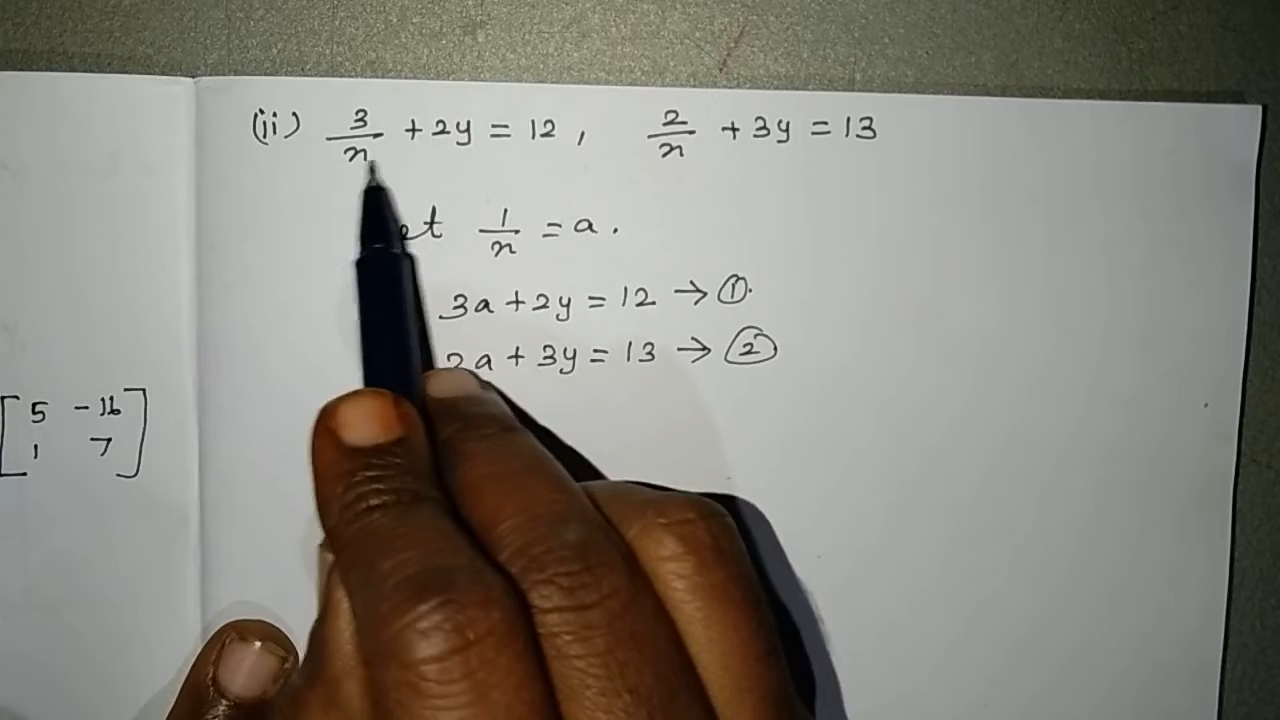 (ii) 3/x + 2y = 12, 2/x + 3y = 13
1/x = a.
3a + 2y = 12 → ①.
2a + 3y = 13 → ②
[5 -16
1 7]